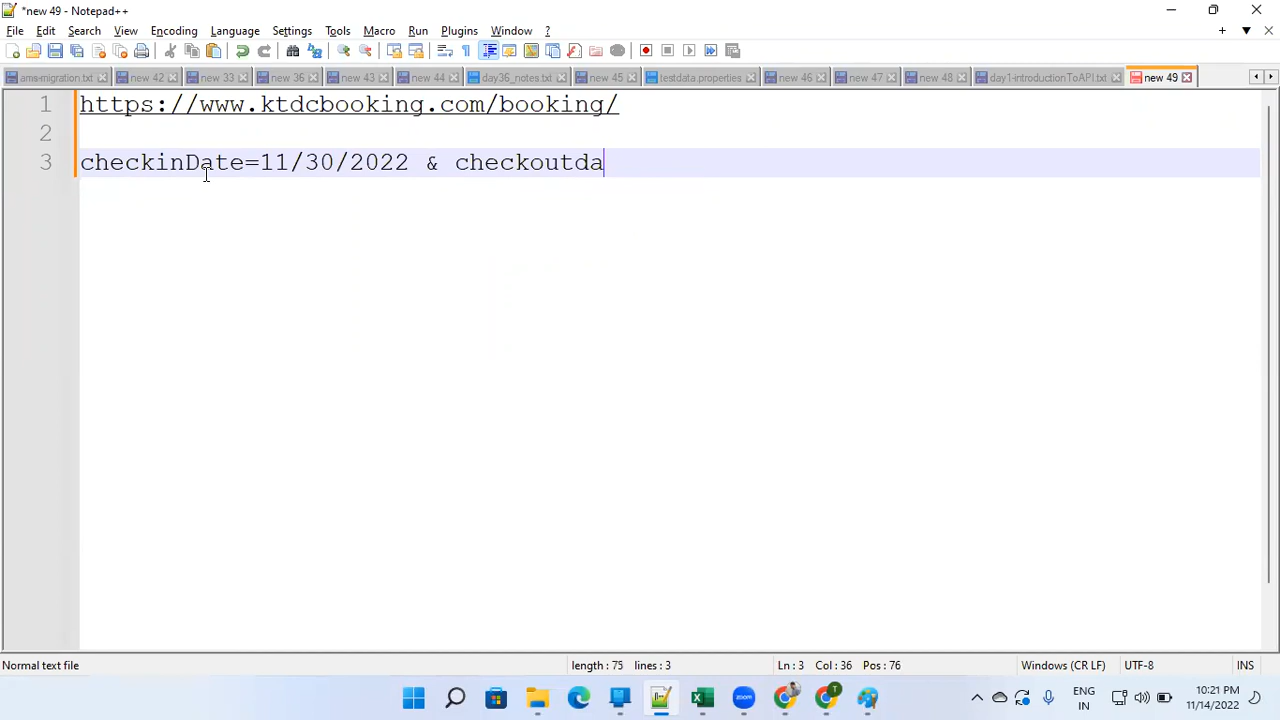 *new 49 - Notepad++
File Edit Search View Encoding Language Settings Tools Macro Run Plugins Window ?
ams-migration.txt new 42 new 33 new 36 new 43 new 44 day36_notes.txt new 45 testdata.properties new 46 new 47 new 48 day1-introductionToAPI.txt new 49
1 https://www.ktdcbooking.com/booking/
2
3 checkinDate=11/30/2022 & checkoutda
Normal text file length : 75 lines : 3 Ln : 3 Col : 36 Pos : 76 Windows (CR LF) UTF-8 INS
ENG
IN
10:21 PM
11/14/2022